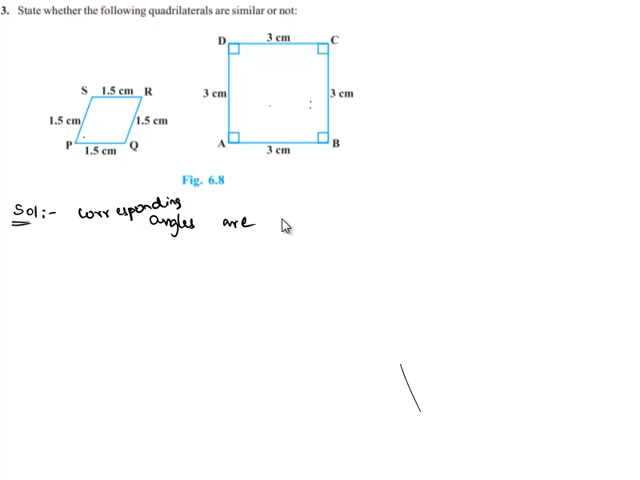 3. State whether the following quadrilaterals are similar or not:
D 3 cm C
S 1.5 cm R
3 cm 3 cm
1.5 cm 1.5 cm
P 1.5 cm Q
A 3 cm B
Fig. 6.8
Sol:- corresponding
angles are